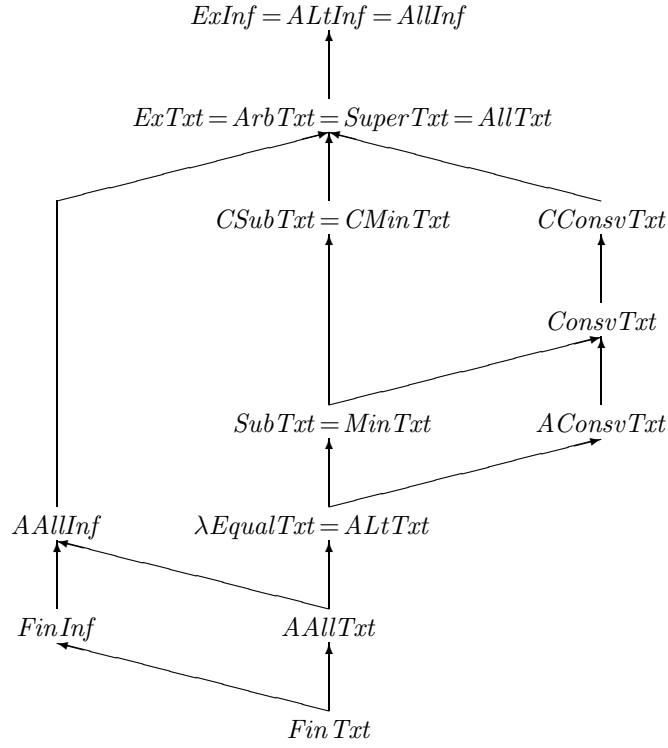 ExInf = ALtInf = AllInf
ExTxt = ArbTxt = SuperTxt = AllTxt
CSubTxt = CMinTxt
CConsvTxt
ConsvTxt
SubTxt = MinTxt
AConsvTxt
AAllInf
λEqualTxt = ALtTxt
FinInf
AAllTxt
FinTxt